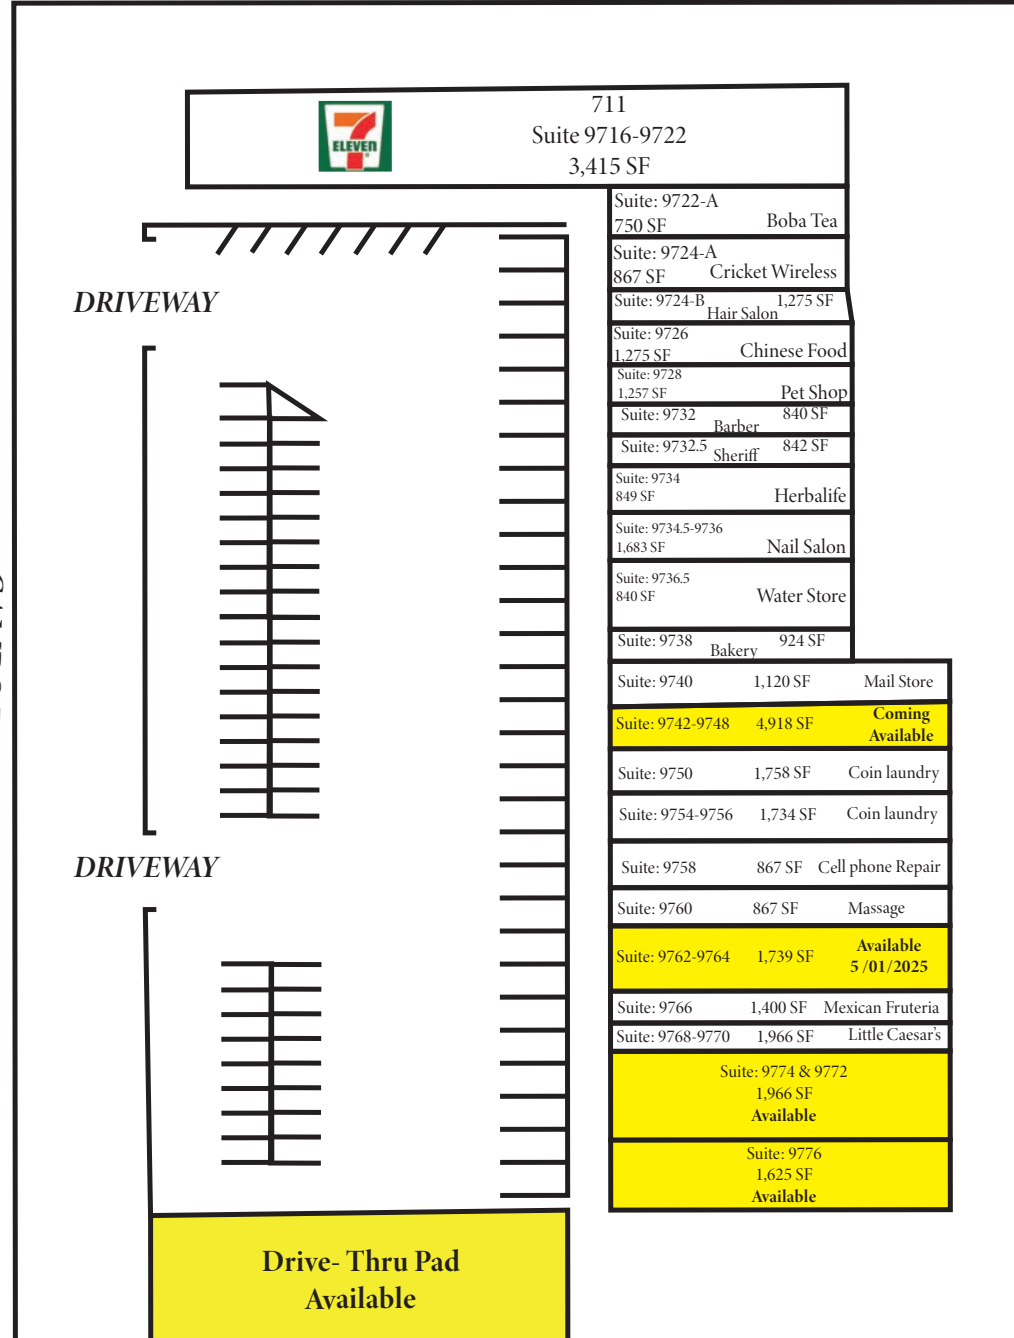 711
Suite 9716-9722
3,415 SF
7
ELEVEN
Suite: 9722-A
750 SF
Boba Tea
Suite: 9724-A
867 SF
Cricket Wireless
Suite: 9724-B
1,275 SF
Hair Salon
Suite: 9726
1,275 SF
Chinese Food
Suite: 9728
1,257 SF
Pet Shop
Suite: 9732
840 SF
Barber
Suite: 9732.5
842 SF
Sheriff
Suite: 9734
849 SF
Herbalife
Suite: 9734.5-9736
1,683 SF
Nail Salon
Suite: 9736.5
840 SF
Water Store
Suite: 9738
924 SF
Bakery
Suite: 9740 1,120 SF Mail Store
Suite: 9742-9748 4,918 SF Coming
Available
Suite: 9750 1,758 SF Coin laundry
Suite: 9754-9756 1,734 SF Coin laundry
Suite: 9758 867 SF Cell phone Repair
Suite: 9760 867 SF Massage
Suite: 9762-9764 1,739 SF Available
5 /01/2025
Suite: 9766 1,400 SF Mexican Fruteria
Suite: 9768-9770 1,966 SF Little Caesar's
Suite: 9774 & 9772
1,966 SF
Available
Suite: 9776
1,625 SF
Available
DRIVEWAY
DRIVEWAY
Drive- Thru Pad
Available